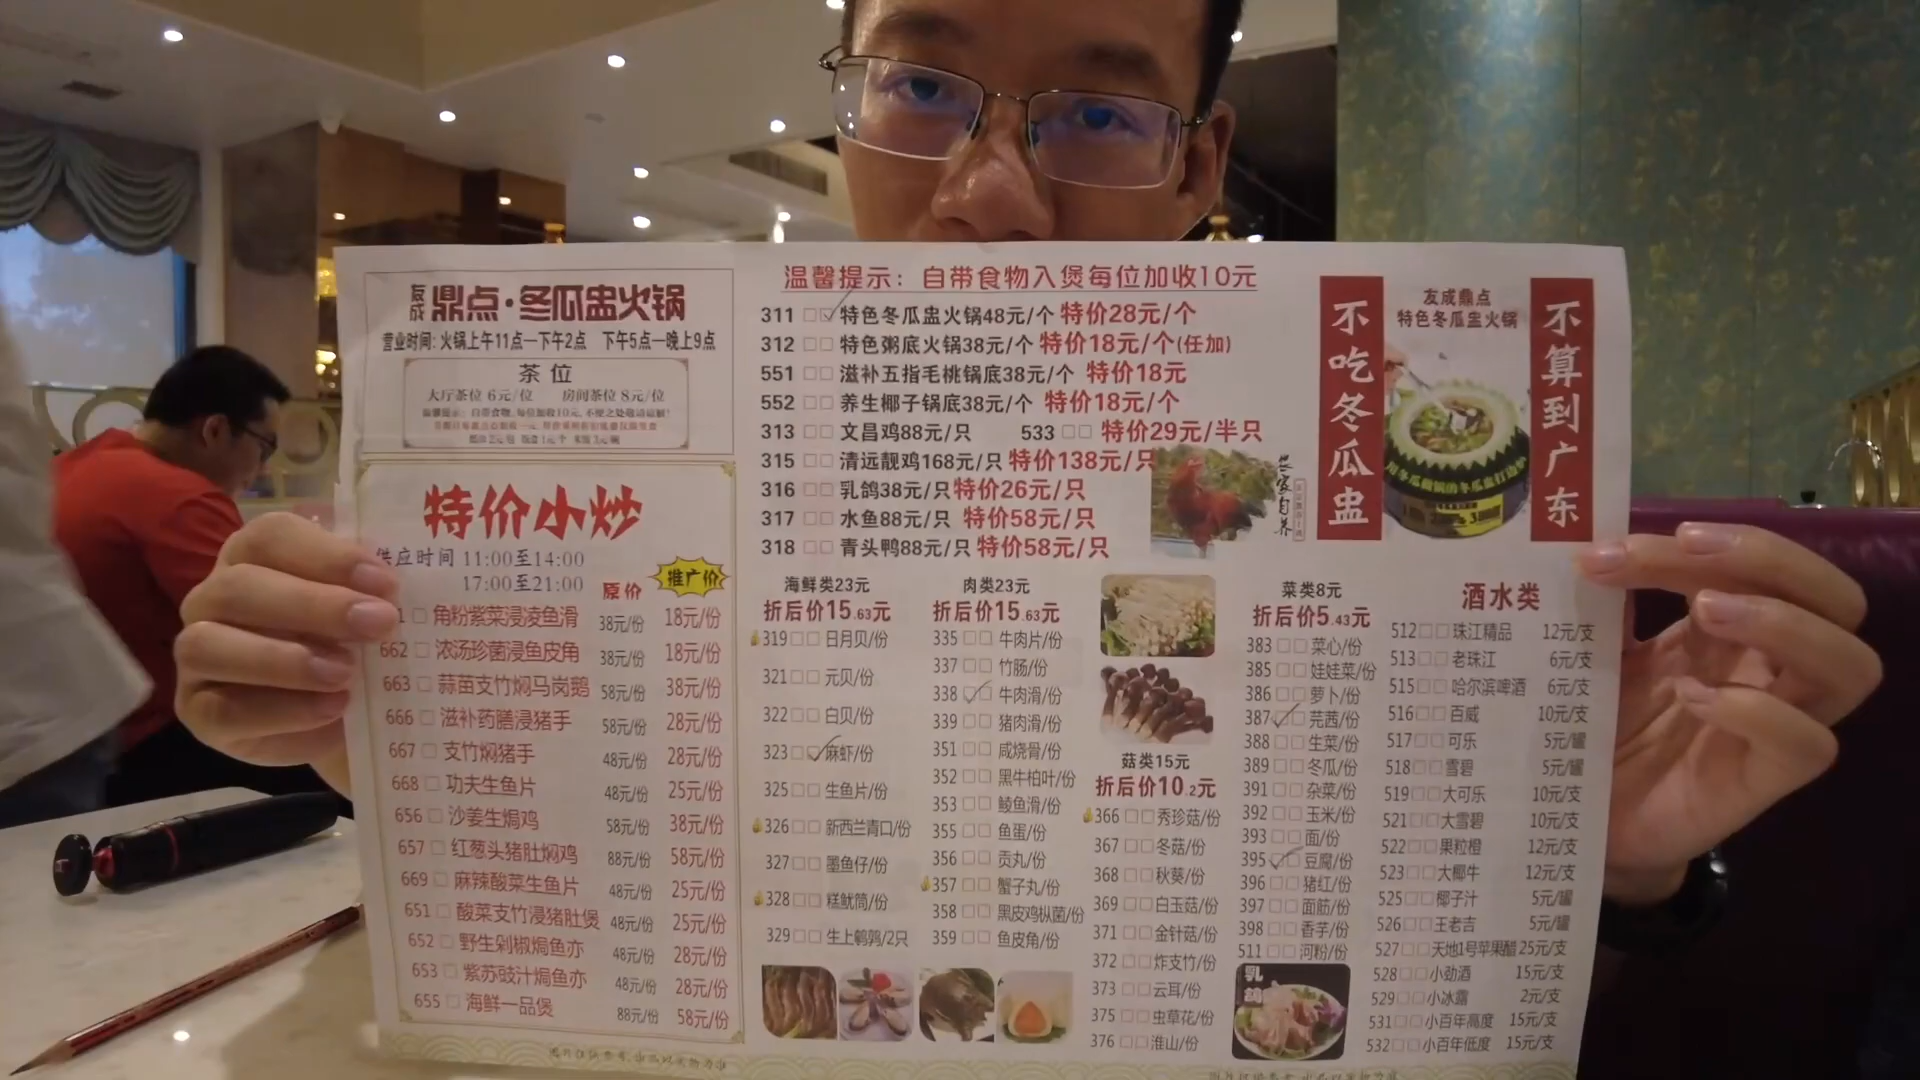 友成
鼎点·冬瓜盅火锅
营业时间:火锅上午11点—下午2点 下午5点—晚上9点
茶位
大厅茶位 6元/位 房间茶位 8元/位
特价小炒
供应时间 11:00至14:00
17:00至21:00
原价 推广价
角粉紫菜浸凌鱼滑 38元/份 18元/份
662 浓汤珍菌浸鱼皮角 38元/份 18元/份
663 蒜苗支竹焖马岗鹅 58元/份 38元/份
666 滋补药膳浸猪手 58元/份 28元/份
667 支竹焖猪手 48元/份 28元/份
668 功夫生鱼片 48元/份 25元/份
656 沙姜生焗鸡 58元/份 38元/份
657 红葱头猪肚焖鸡 88元/份 58元/份
669 麻辣酸菜生鱼片 48元/份 25元/份
651 酸菜支竹浸猪肚煲 48元/份 25元/份
652 野生剁椒焗鱼亦 48元/份 28元/份
653 紫苏豉汁焗鱼亦 48元/份 28元/份
655 海鲜一品煲 88元/份 58元/份
温馨提示：自带食物入煲每位加收10元
311 特色冬瓜盅火锅48元/个 特价28元/个
312 特色粥底火锅38元/个 特价18元/个(任加)
551 滋补五指毛桃锅底38元/个 特价18元
552 养生椰子锅底38元/个 特价18元/个
313 文昌鸡88元/只 533 特价29元/半只
315 清远靓鸡168元/只 特价138元/只
316 乳鸽38元/只特价26元/只
317 水鱼88元/只 特价58元/只
318 青头鸭88元/只 特价58元/只
农家自养
不吃冬瓜盅
友成鼎点
特色冬瓜盅火锅
不算到广东
海鲜类23元
折后价15.63元
319 日月贝/份
321 元贝/份
322 白贝/份
323 麻虾/份
325 生鱼片/份
326 新西兰青口/份
327 墨鱼仔/份
328 糕鱿筒/份
329 生上鹌鹑/2只
肉类23元
折后价15.63元
335 牛肉片/份
337 竹肠/份
338 牛肉滑/份
339 猪肉滑/份
351 咸烧骨/份
352 黑牛柏叶/份
353 鲮鱼滑/份
355 鱼蛋/份
356 贡丸/份
357 蟹子丸/份
358 黑皮鸡枞菌/份
359 鱼皮角/份
菇类15元
折后价10.2元
366 秀珍菇/份
367 冬菇/份
368 秋葵/份
369 白玉菇/份
371 金针菇/份
372 炸支竹/份
373 云耳/份
375 虫草花/份
376 淮山/份
菜类8元
折后价5.43元
383 菜心/份
385 娃娃菜/份
386 萝卜/份
387 芫茜/份
388 生菜/份
389 冬瓜/份
391 杂菜/份
392 玉米/份
393 面/份
395 豆腐/份
396 猪红/份
397 面筋/份
398 香芋/份
511 河粉/份
乳鸽
酒水类
512 珠江精品 12元/支
513 老珠江 6元/支
515 哈尔滨啤酒 6元/支
516 百威 10元/支
517 可乐 5元/罐
518 雪碧 5元/罐
519 大可乐 10元/支
521 大雪碧 10元/支
522 果粒橙 12元/支
523 大椰牛 12元/支
525 椰子汁 5元/罐
526 王老吉 5元/罐
527 天地1号苹果醋 25元/支
528 小劲酒 15元/支
529 小冰露 2元/支
531 小百年高度 15元/支
532 小百年低度 15元/支